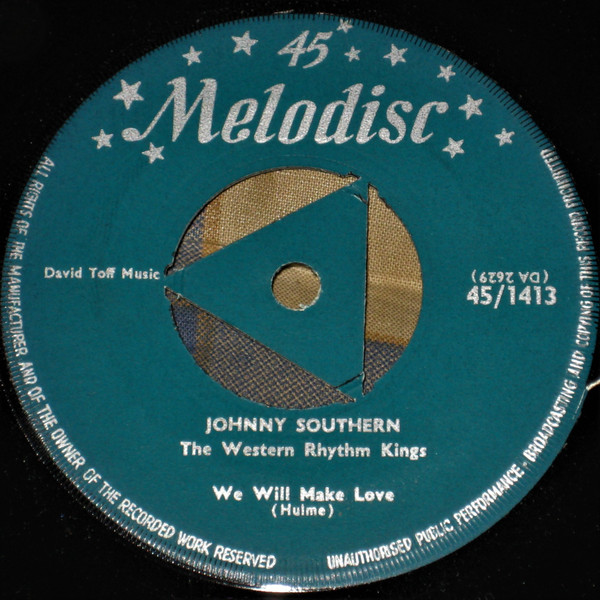 45
Melodisc
David Toff Music
(DA 2629)
45/1413
JOHNNY SOUTHERN
The Western Rhythm Kings
We Will Make Love
(Hulme)
ALL RIGHTS OF THE MANUFACTURER AND OF THE OWNER OF THE RECORDED WORK RESERVED
UNAUTHORISED PUBLIC PERFORMANCE - BROADCASTING AND COPYING OF THIS RECORD PROHIBITED